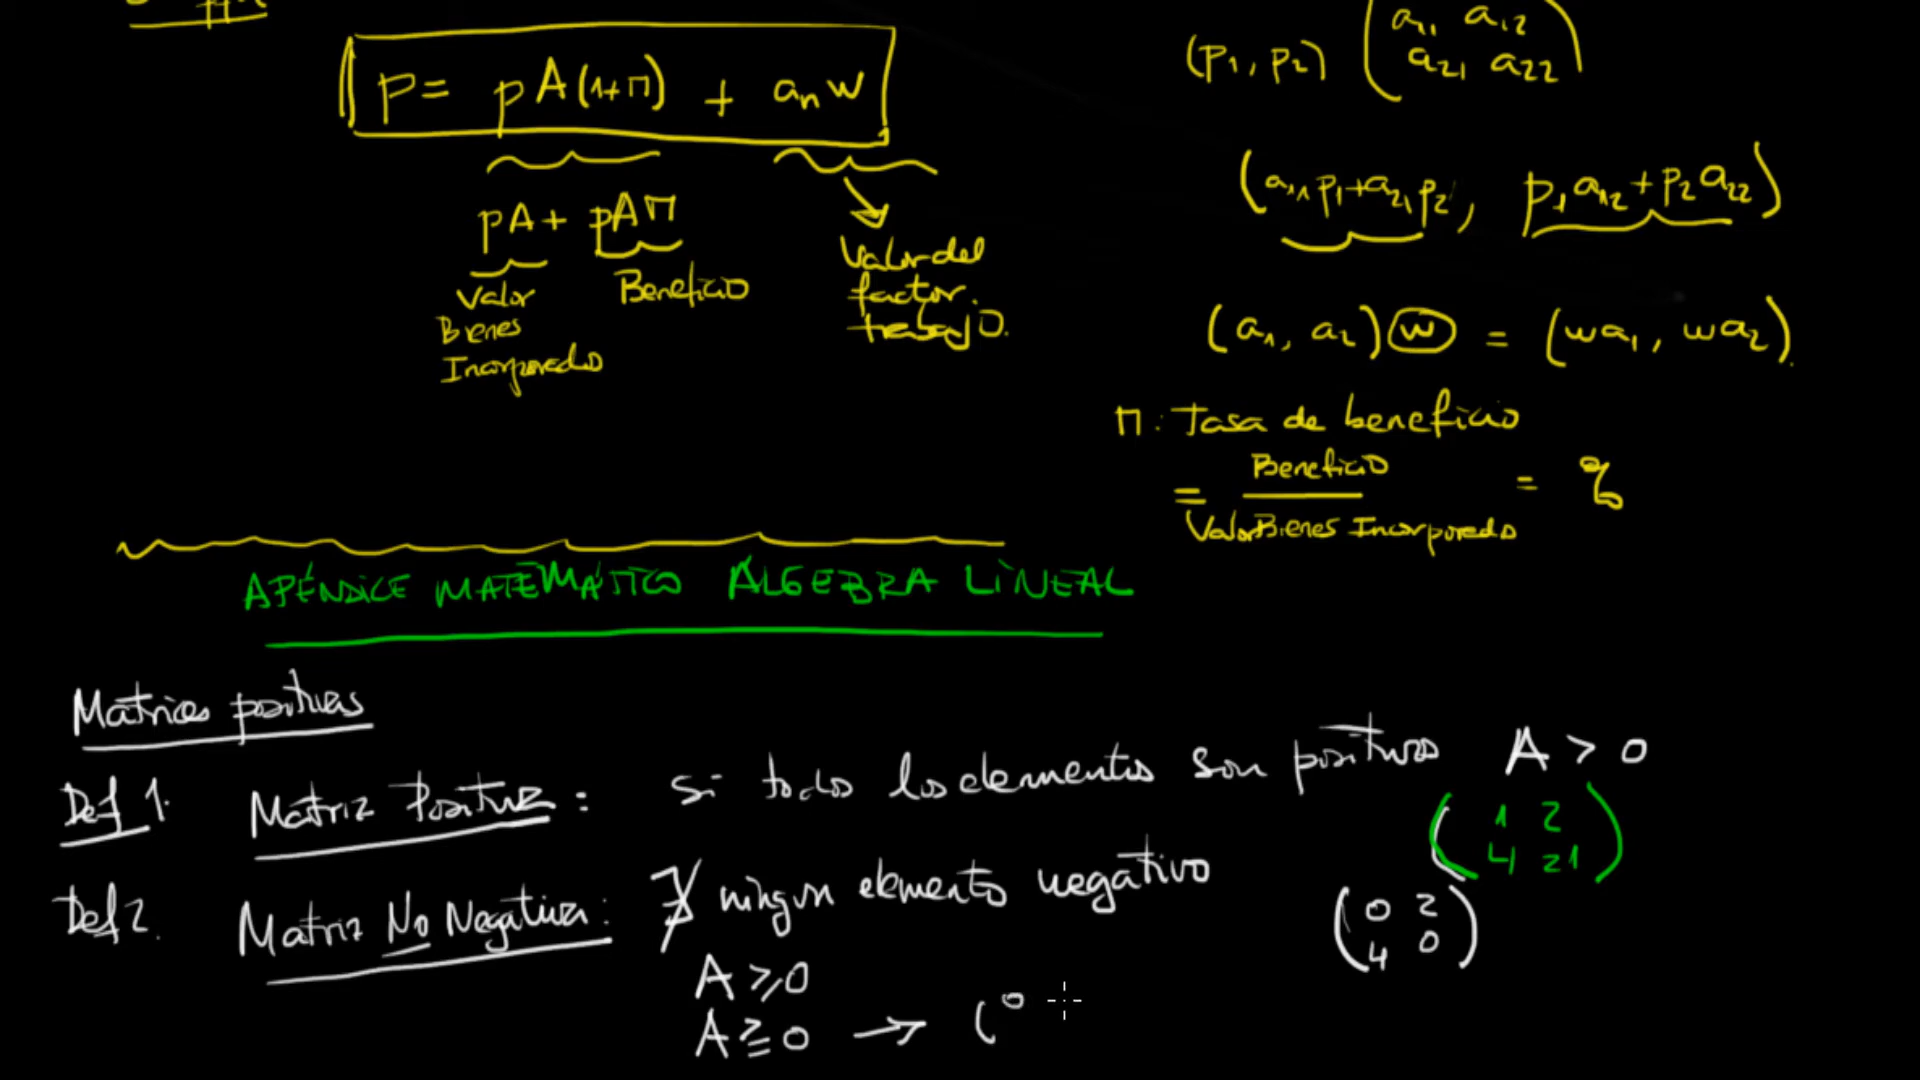 p = pA(1+Π) + aₙw
pA + pAΠ
Valor
Bienes
Incorporados
Beneficio
Valor del
factor.
trabajo.
(p₁, p₂) (a₁₁ a₁₂
a₂₁ a₂₂)
(a₁₁p₁+a₂₁p₂, p₁a₁₂+p₂a₂₂)
(a₁, a₂) w = (wa₁, wa₂).
Π: Tasa de beneficio
= Beneficio / Valor Bienes Incorporado = %
APÉNDICE MATEMÁTICO ÁLGEBRA LINEAL
Matrices positivas
Def 1. Matriz Positiva: si todos los elementos son positivos A > 0
(1 2
4 21)
Def 2. Matriz No Negativa: ∄ ningún elemento negativo
(0 2
4 0)
A ⩾ 0
A ≧ 0 → (0